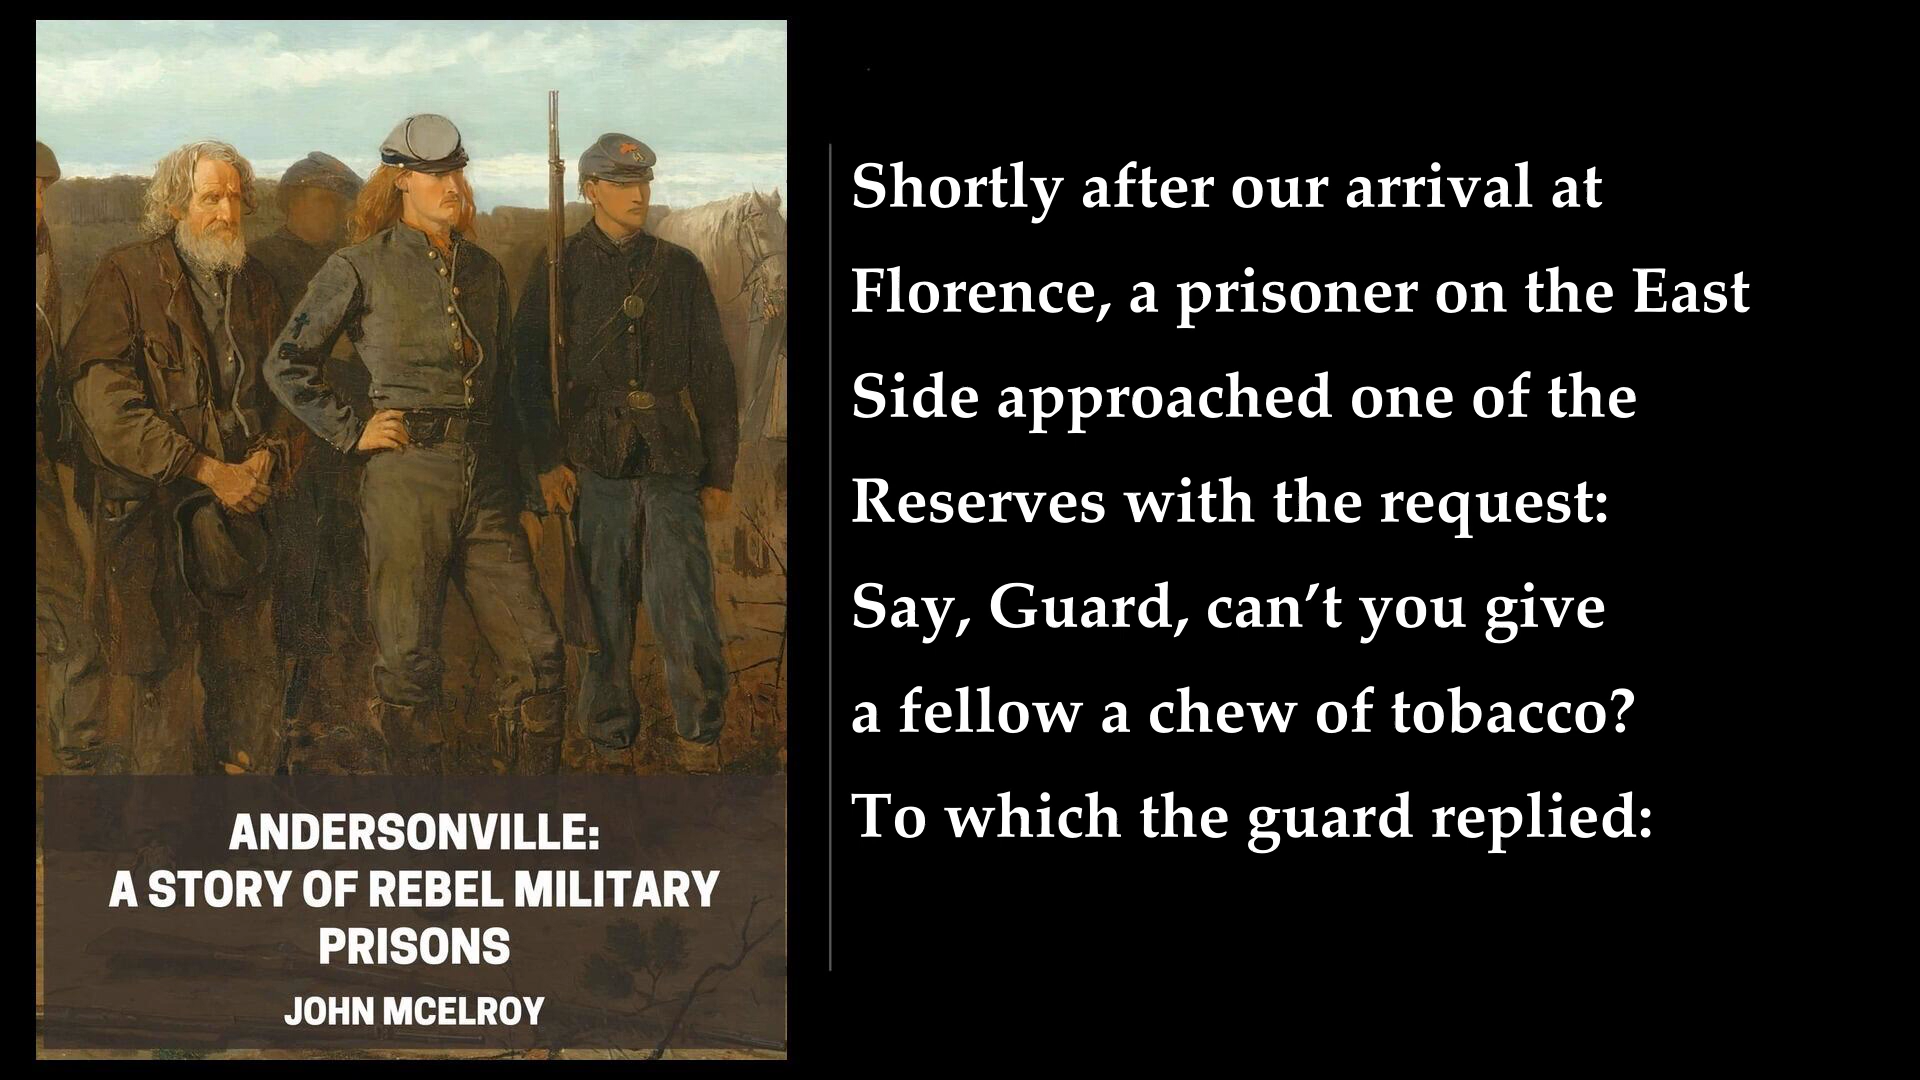 ANDERSONVILLE:
A STORY OF REBEL MILITARY
PRISONS
JOHN MCELROY
Shortly after our arrival at
Florence, a prisoner on the East
Side approached one of the
Reserves with the request:
Say, Guard, can’t you give
a fellow a chew of tobacco?
To which the guard replied: